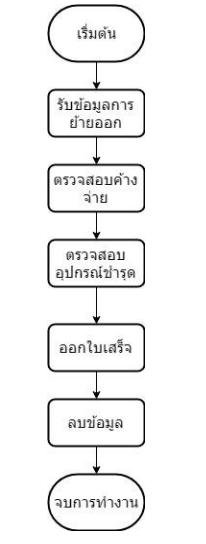 เริ่มต้น
รับข้อมูลการ
ย้ายออก
ตรวจสอบค้าง
จ่าย
ตรวจสอบ
อุปกรณ์ชำรุด
ออกใบเสร็จ
ลบข้อมูล
จบการทำงาน